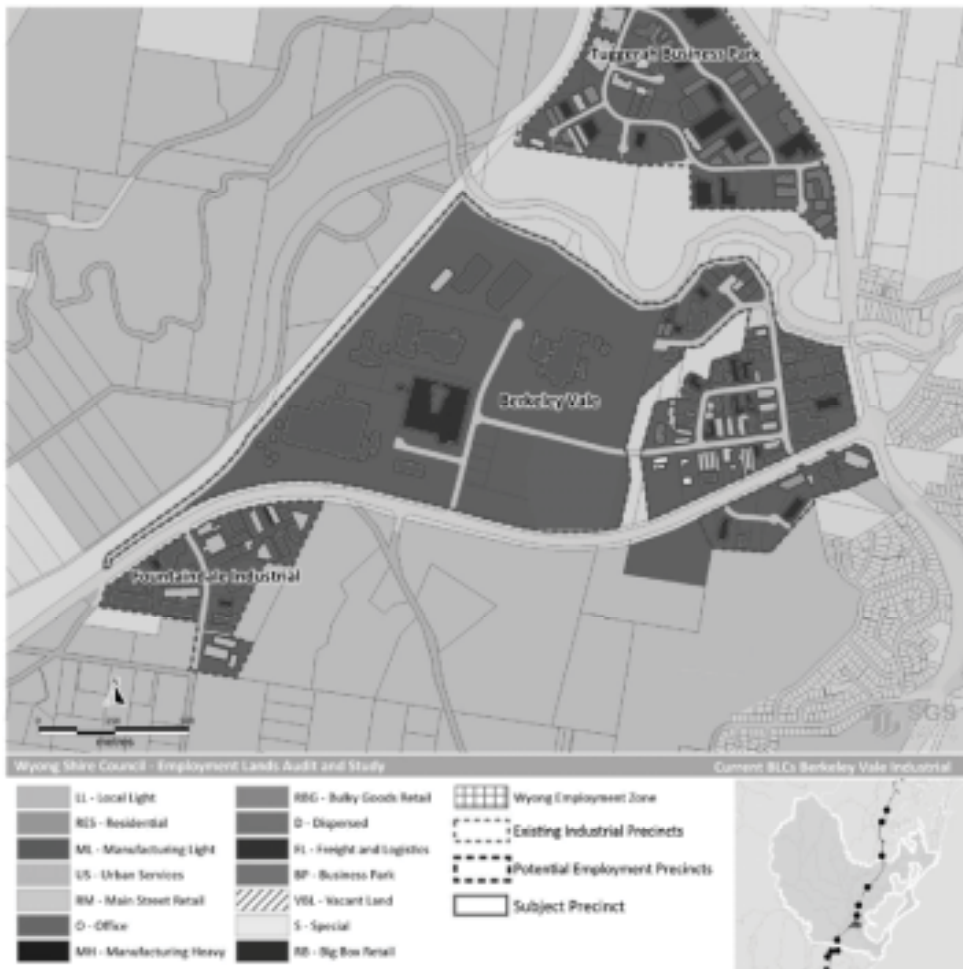 Tuggerah Business Park
Berkeley Vale
Fountaindale Industrial
0
metres
SGS
Wyong Shire Council - Employment Lands Audit and Study
Current BLCs Berkeley Vale Industrial
LL - Local Light
RES - Residential
ML - Manufacturing Light
US - Urban Services
RM - Main Street Retail
O - Office
MH - Manufacturing Heavy
RBG - Bulky Goods Retail
D - Dispersed
FL - Freight and Logistics
BP - Business Park
VBL - Vacant Land
S - Special
RB - Big Box Retail
Wyong Employment Zone
Existing Industrial Precincts
Potential Employment Precincts
Subject Precinct